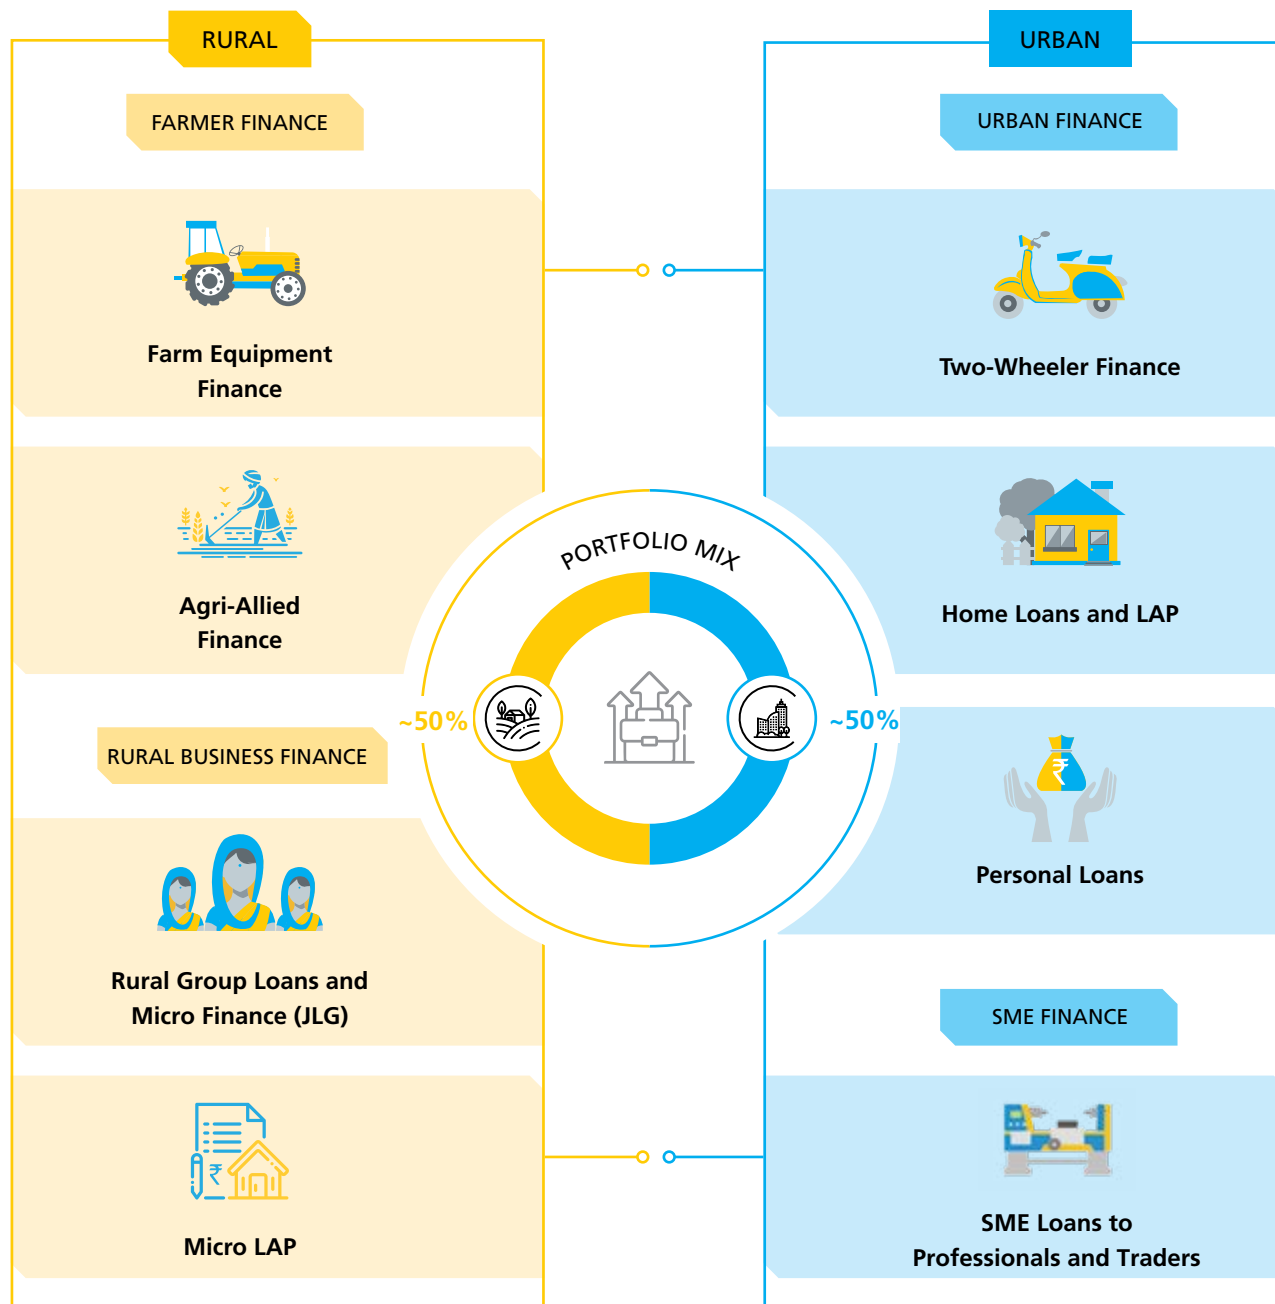 RURAL
FARMER FINANCE
Farm Equipment
Finance
Agri-Allied
Finance
RURAL BUSINESS FINANCE
Rural Group Loans and
Micro Finance (JLG)
₹
Micro LAP
PORTFOLIO MIX
~50%
~50%
URBAN
URBAN FINANCE
Two-Wheeler Finance
Home Loans and LAP
₹
Personal Loans
SME FINANCE
SME Loans to
Professionals and Traders